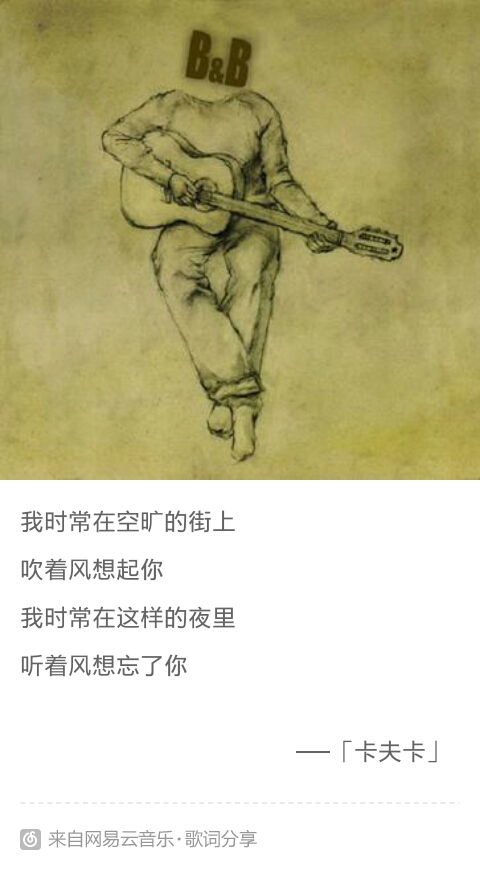 B&B
我时常在空旷的街上
吹着风想起你
我时常在这样的夜里
听着风想忘了你
——「卡夫卡」
来自网易云音乐·歌词分享